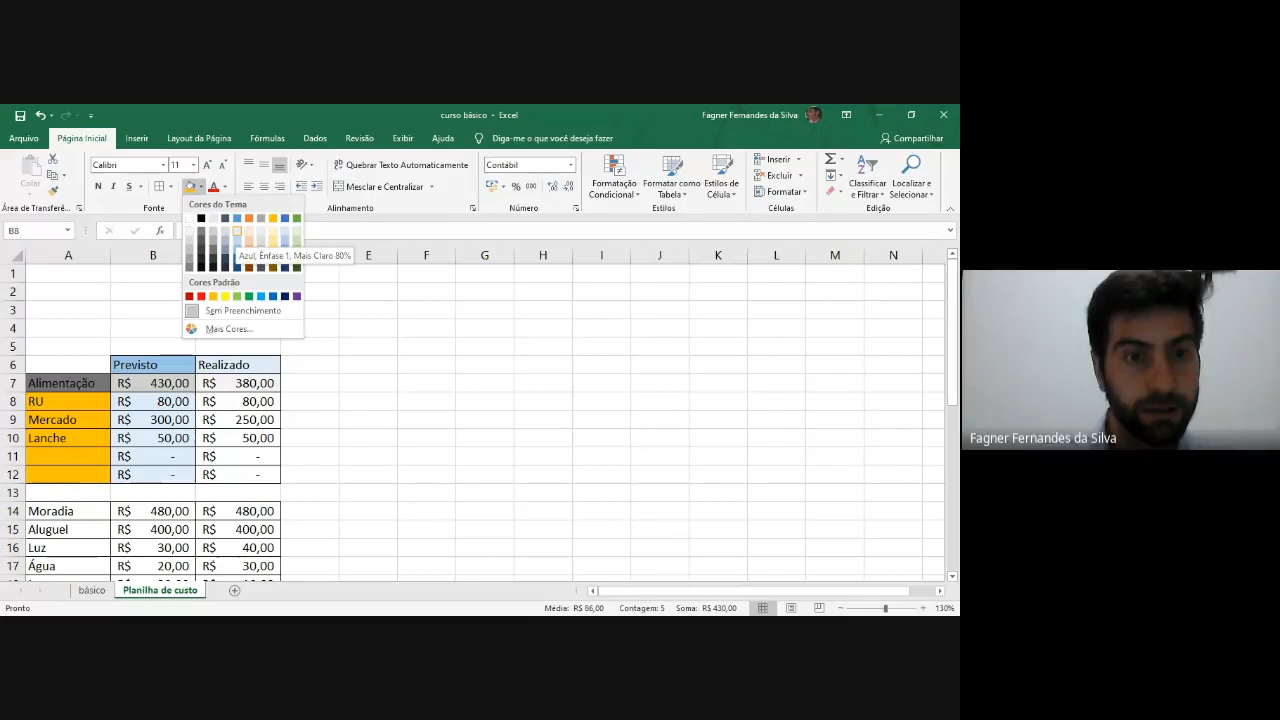 curso básico - Excel
Fagner Fernandes da Silva
Arquivo Página Inicial Inserir Layout da Página Fórmulas Dados Revisão Exibir Ajuda Diga-me o que você deseja fazer Compartilhar
Colar
Calibri 11
N I S
Quebrar Texto Automaticamente
Mesclar e Centralizar
Contábil
% 000
Formatação Condicional
Formatar como Tabela
Estilos de Célula
Inserir
Excluir
Formatar
Classificar e Filtrar
Localizar e Selecionar
Área de Transferê... Fonte Alinhamento Número Estilos Células Edição
B8 fx
Cores do Tema
Azul, Ênfase 1, Mais Claro 80%
Cores Padrão
Sem Preenchimento
Mais Cores...
A B E F G H I J K L M N
1
2
3
4
5
6 Previsto Realizado
7 Alimentação R$ 430,00 R$ 380,00
8 RU R$ 80,00 R$ 80,00
9 Mercado R$ 300,00 R$ 250,00
10 Lanche R$ 50,00 R$ 50,00
11 R$ - R$ -
12 R$ - R$ -
13
14 Moradia R$ 480,00 R$ 480,00
15 Aluguel R$ 400,00 R$ 400,00
16 Luz R$ 30,00 R$ 40,00
17 Água R$ 20,00 R$ 30,00
básico Planilha de custo
Pronto Média: R$ 86,00 Contagem: 5 Soma: R$ 430,00 130%
Fagner Fernandes da Silva